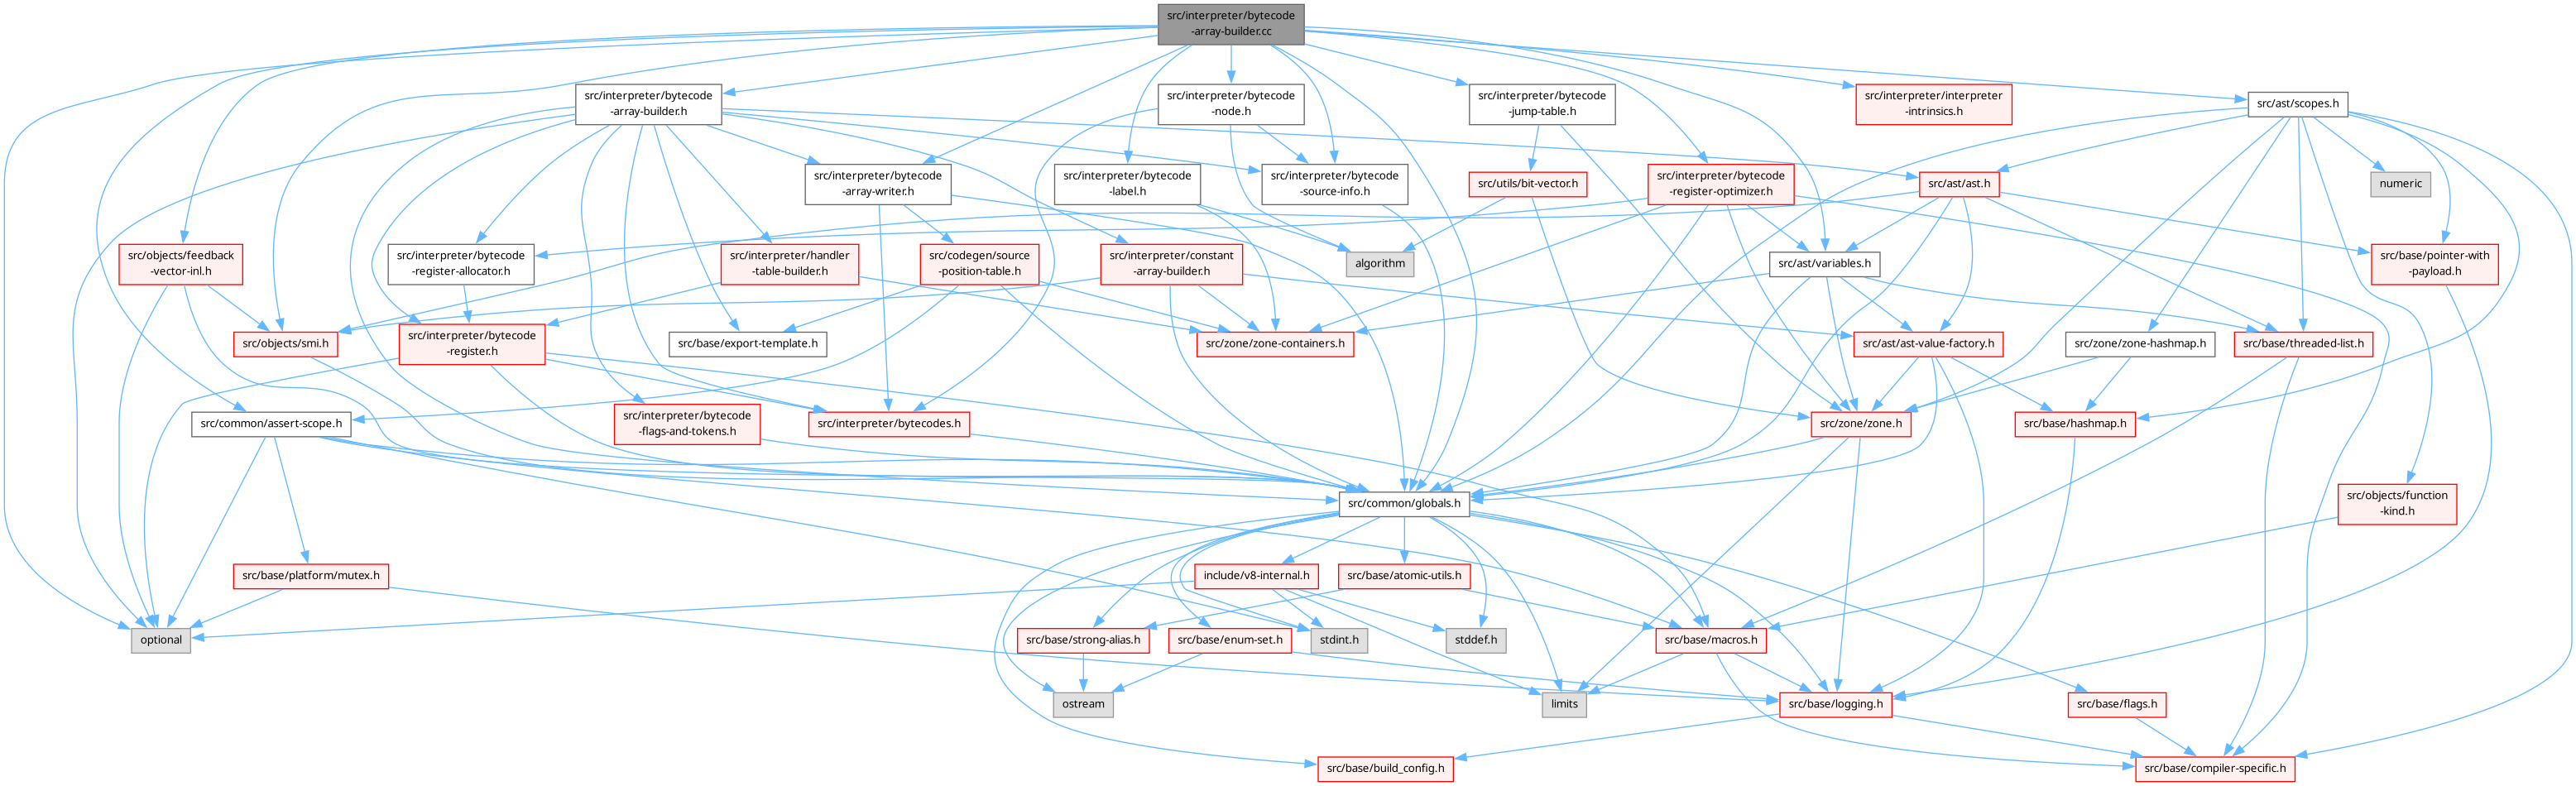 src/interpreter/bytecode
-array-builder.cc
src/interpreter/bytecode
-array-builder.h
src/interpreter/bytecode
-node.h
src/interpreter/bytecode
-jump-table.h
src/interpreter/interpreter
-intrinsics.h
src/ast/scopes.h
src/interpreter/bytecode
-array-writer.h
src/interpreter/bytecode
-label.h
src/interpreter/bytecode
-source-info.h
src/utils/bit-vector.h
src/interpreter/bytecode
-register-optimizer.h
src/ast/ast.h
numeric
src/objects/feedback
-vector-inl.h
src/interpreter/bytecode
-register-allocator.h
src/interpreter/handler
-table-builder.h
src/codegen/source
-position-table.h
src/interpreter/constant
-array-builder.h
algorithm
src/ast/variables.h
src/base/pointer-with
-payload.h
src/objects/smi.h
src/interpreter/bytecode
-register.h
src/base/export-template.h
src/zone/zone-containers.h
src/ast/ast-value-factory.h
src/zone/zone-hashmap.h
src/base/threaded-list.h
src/common/assert-scope.h
src/interpreter/bytecode
-flags-and-tokens.h
src/interpreter/bytecodes.h
src/zone/zone.h
src/base/hashmap.h
src/common/globals.h
src/objects/function
-kind.h
src/base/platform/mutex.h
include/v8-internal.h
src/base/atomic-utils.h
optional
src/base/strong-alias.h
src/base/enum-set.h
stdint.h
stddef.h
src/base/macros.h
ostream
limits
src/base/logging.h
src/base/flags.h
src/base/build_config.h
src/base/compiler-specific.h